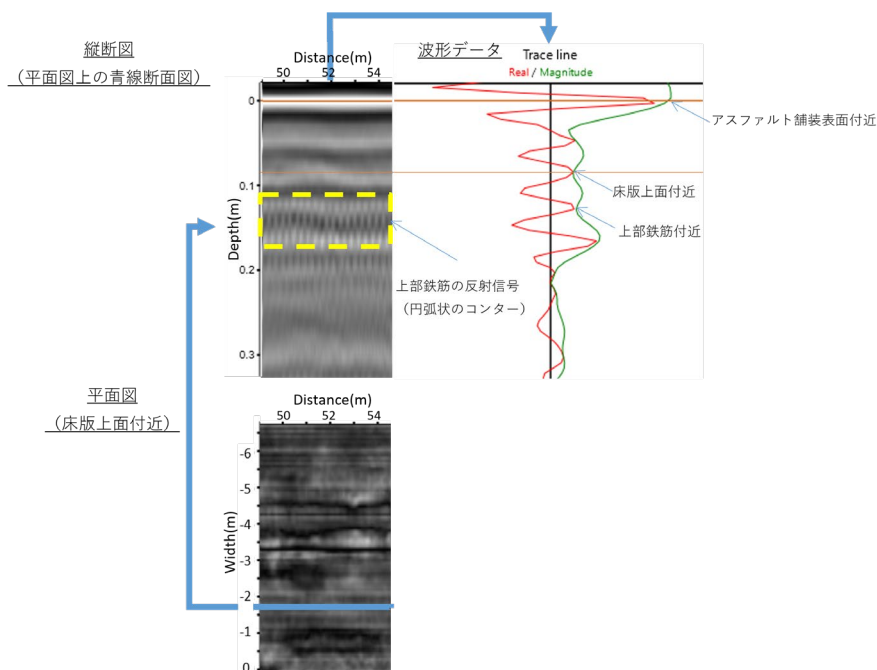 縦断図
（平面図上の青線断面図）
Distance(m)
50 52 54
波形データ
Trace line
Real / Magnitude
Depth(m)
0
0.1
0.2
0.3
アスファルト舗装表面付近
床版上面付近
上部鉄筋付近
上部鉄筋の反射信号
（円弧状のコンター）
平面図
（床版上面付近）
Distance(m)
50 52 54
Width(m)
-6
-5
-4
-3
-2
-1
0